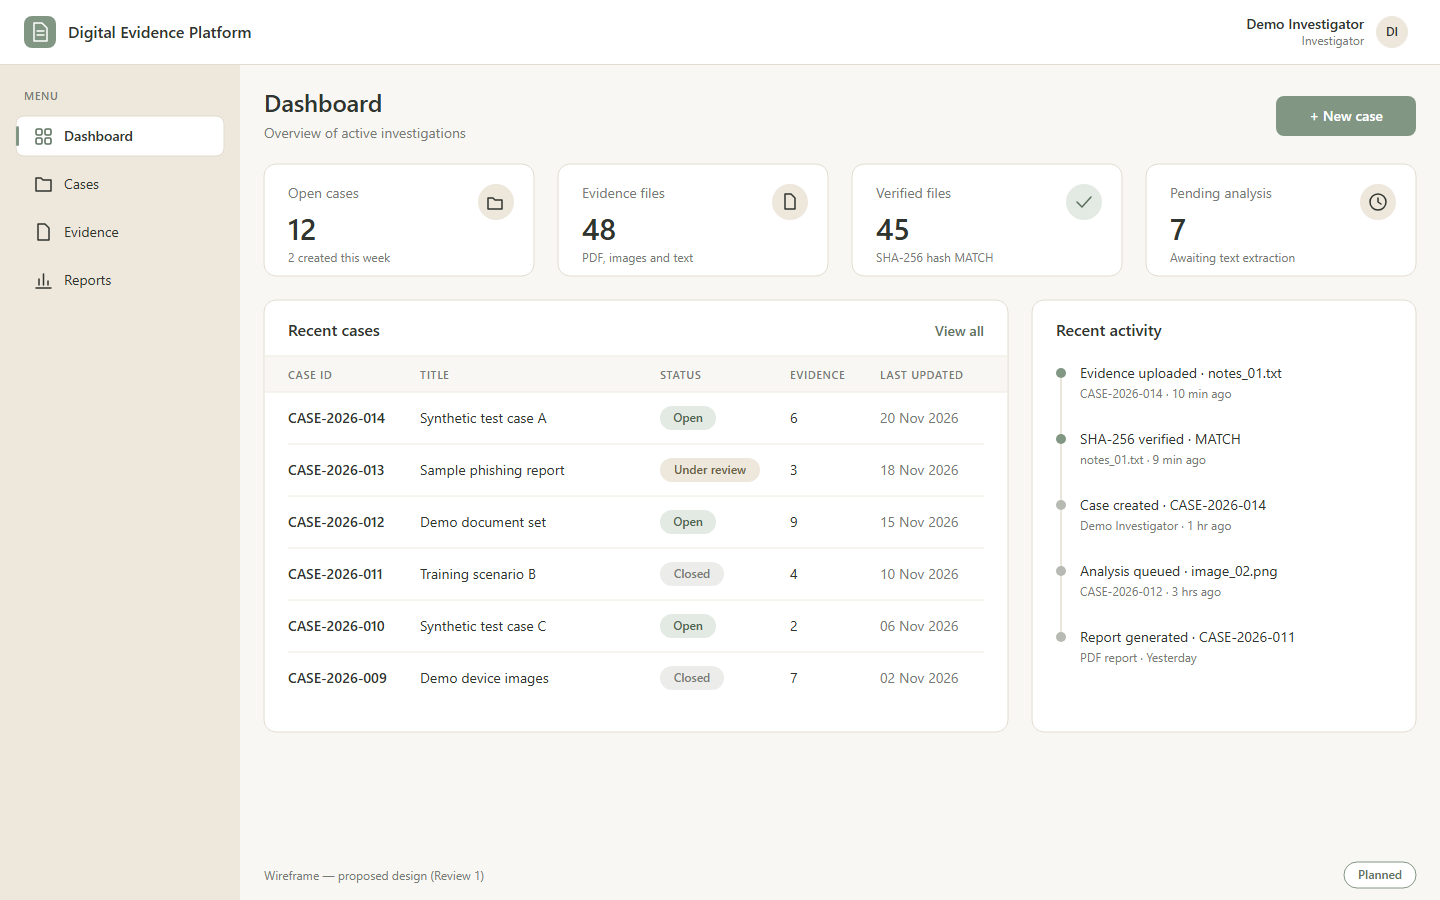 Digital Evidence Platform
Demo Investigator
Investigator
DI
MENU
Dashboard
Cases
Evidence
Reports
Dashboard
Overview of active investigations
+ New case
Open cases
12
2 created this week
Evidence files
48
PDF, images and text
Verified files
45
SHA-256 hash MATCH
Pending analysis
7
Awaiting text extraction
Recent cases
View all
CASE ID TITLE STATUS EVIDENCE LAST UPDATED
CASE-2026-014 Synthetic test case A Open 6 20 Nov 2026
CASE-2026-013 Sample phishing report Under review 3 18 Nov 2026
CASE-2026-012 Demo document set Open 9 15 Nov 2026
CASE-2026-011 Training scenario B Closed 4 10 Nov 2026
CASE-2026-010 Synthetic test case C Open 2 06 Nov 2026
CASE-2026-009 Demo device images Closed 7 02 Nov 2026
Recent activity
Evidence uploaded · notes_01.txt
CASE-2026-014 · 10 min ago
SHA-256 verified · MATCH
notes_01.txt · 9 min ago
Case created · CASE-2026-014
Demo Investigator · 1 hr ago
Analysis queued · image_02.png
CASE-2026-012 · 3 hrs ago
Report generated · CASE-2026-011
PDF report · Yesterday
Wireframe — proposed design (Review 1)
Planned